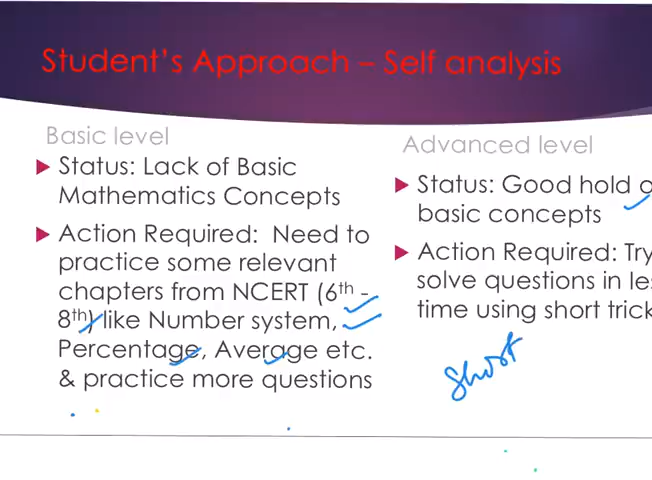 Student's Approach – Self analysis
Basic level
Status: Lack of Basic
Mathematics Concepts
Action Required: Need to
practice some relevant
chapters from NCERT (6th -
8th) like Number system,
Percentage, Average etc.
& practice more questions
Advanced level
Status: Good hold o
basic concepts
Action Required: Try
solve questions in les
time using short trick
Short